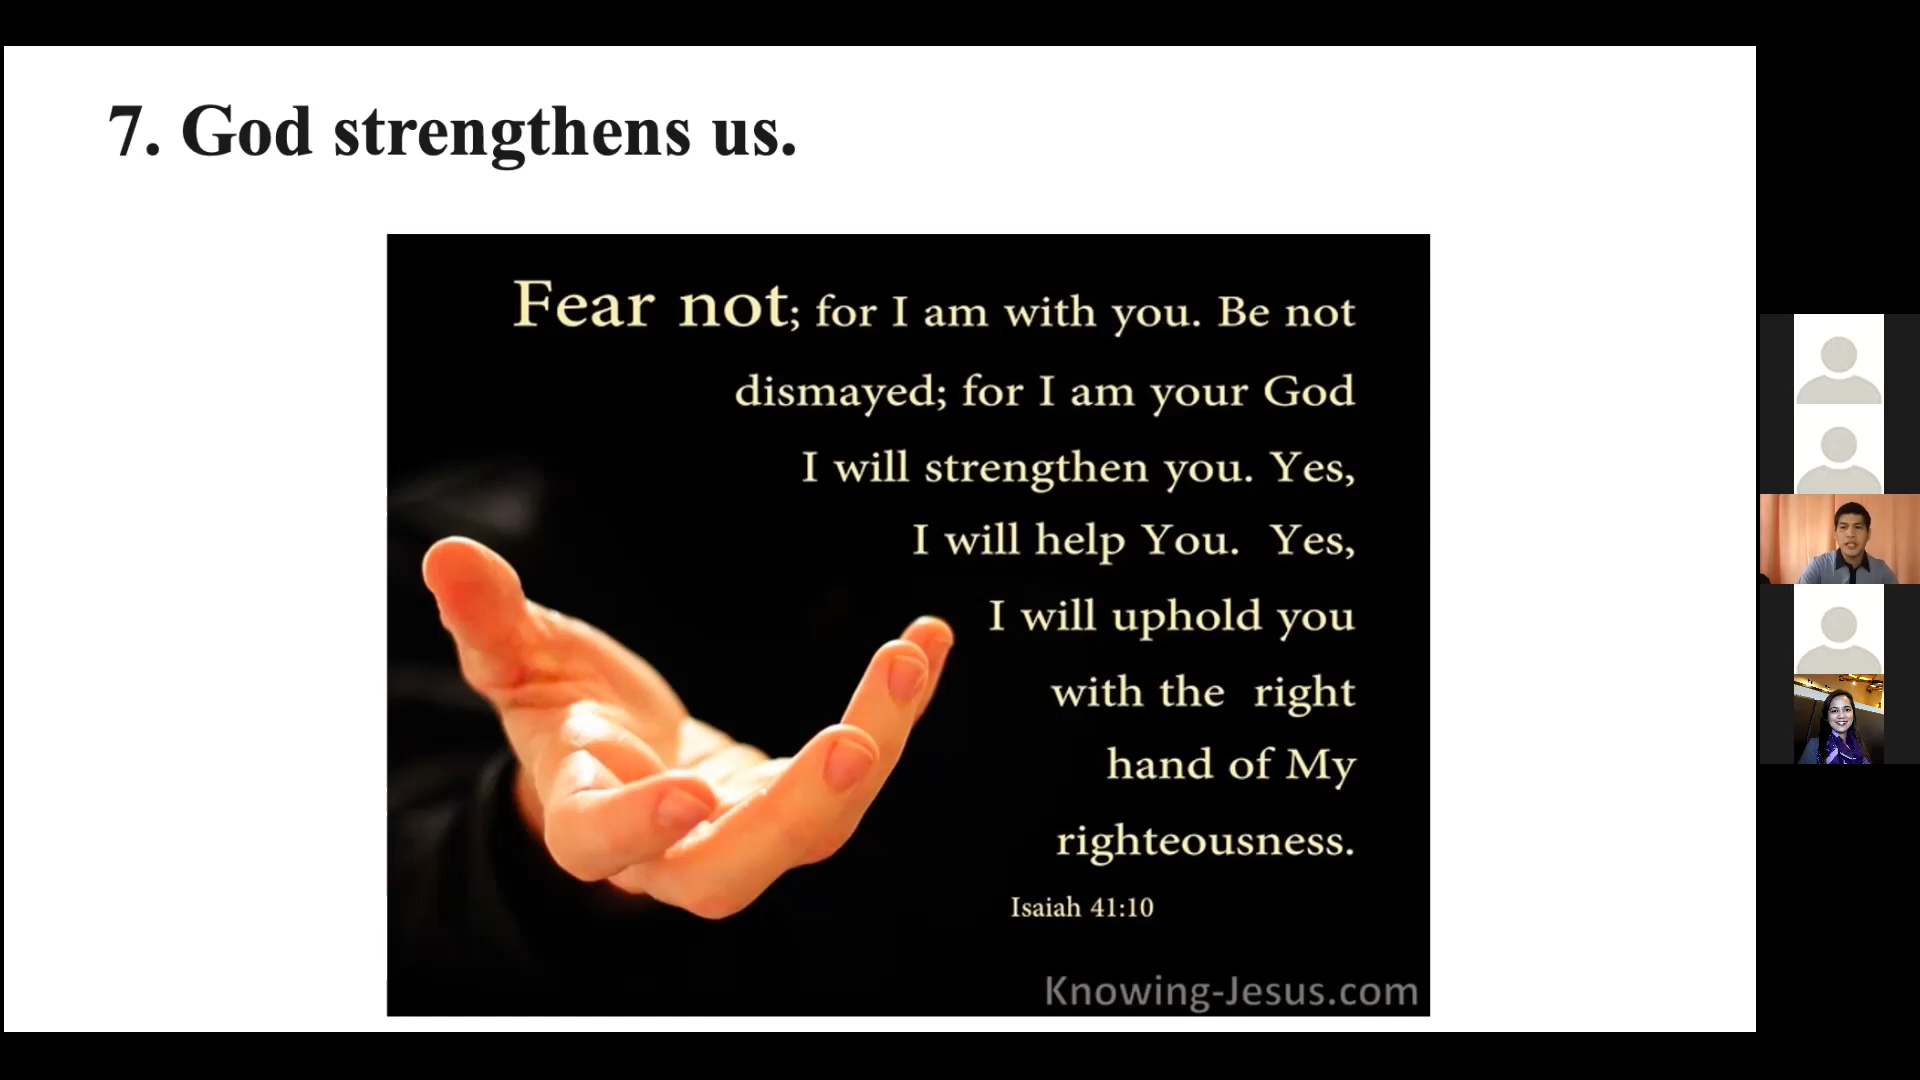 7. God strengthens us.
Fear not; for I am with you. Be not
dismayed; for I am your God
I will strengthen you. Yes,
I will help You. Yes,
I will uphold you
with the right
hand of My
righteousness.
Isaiah 41:10
Knowing-Jesus.com